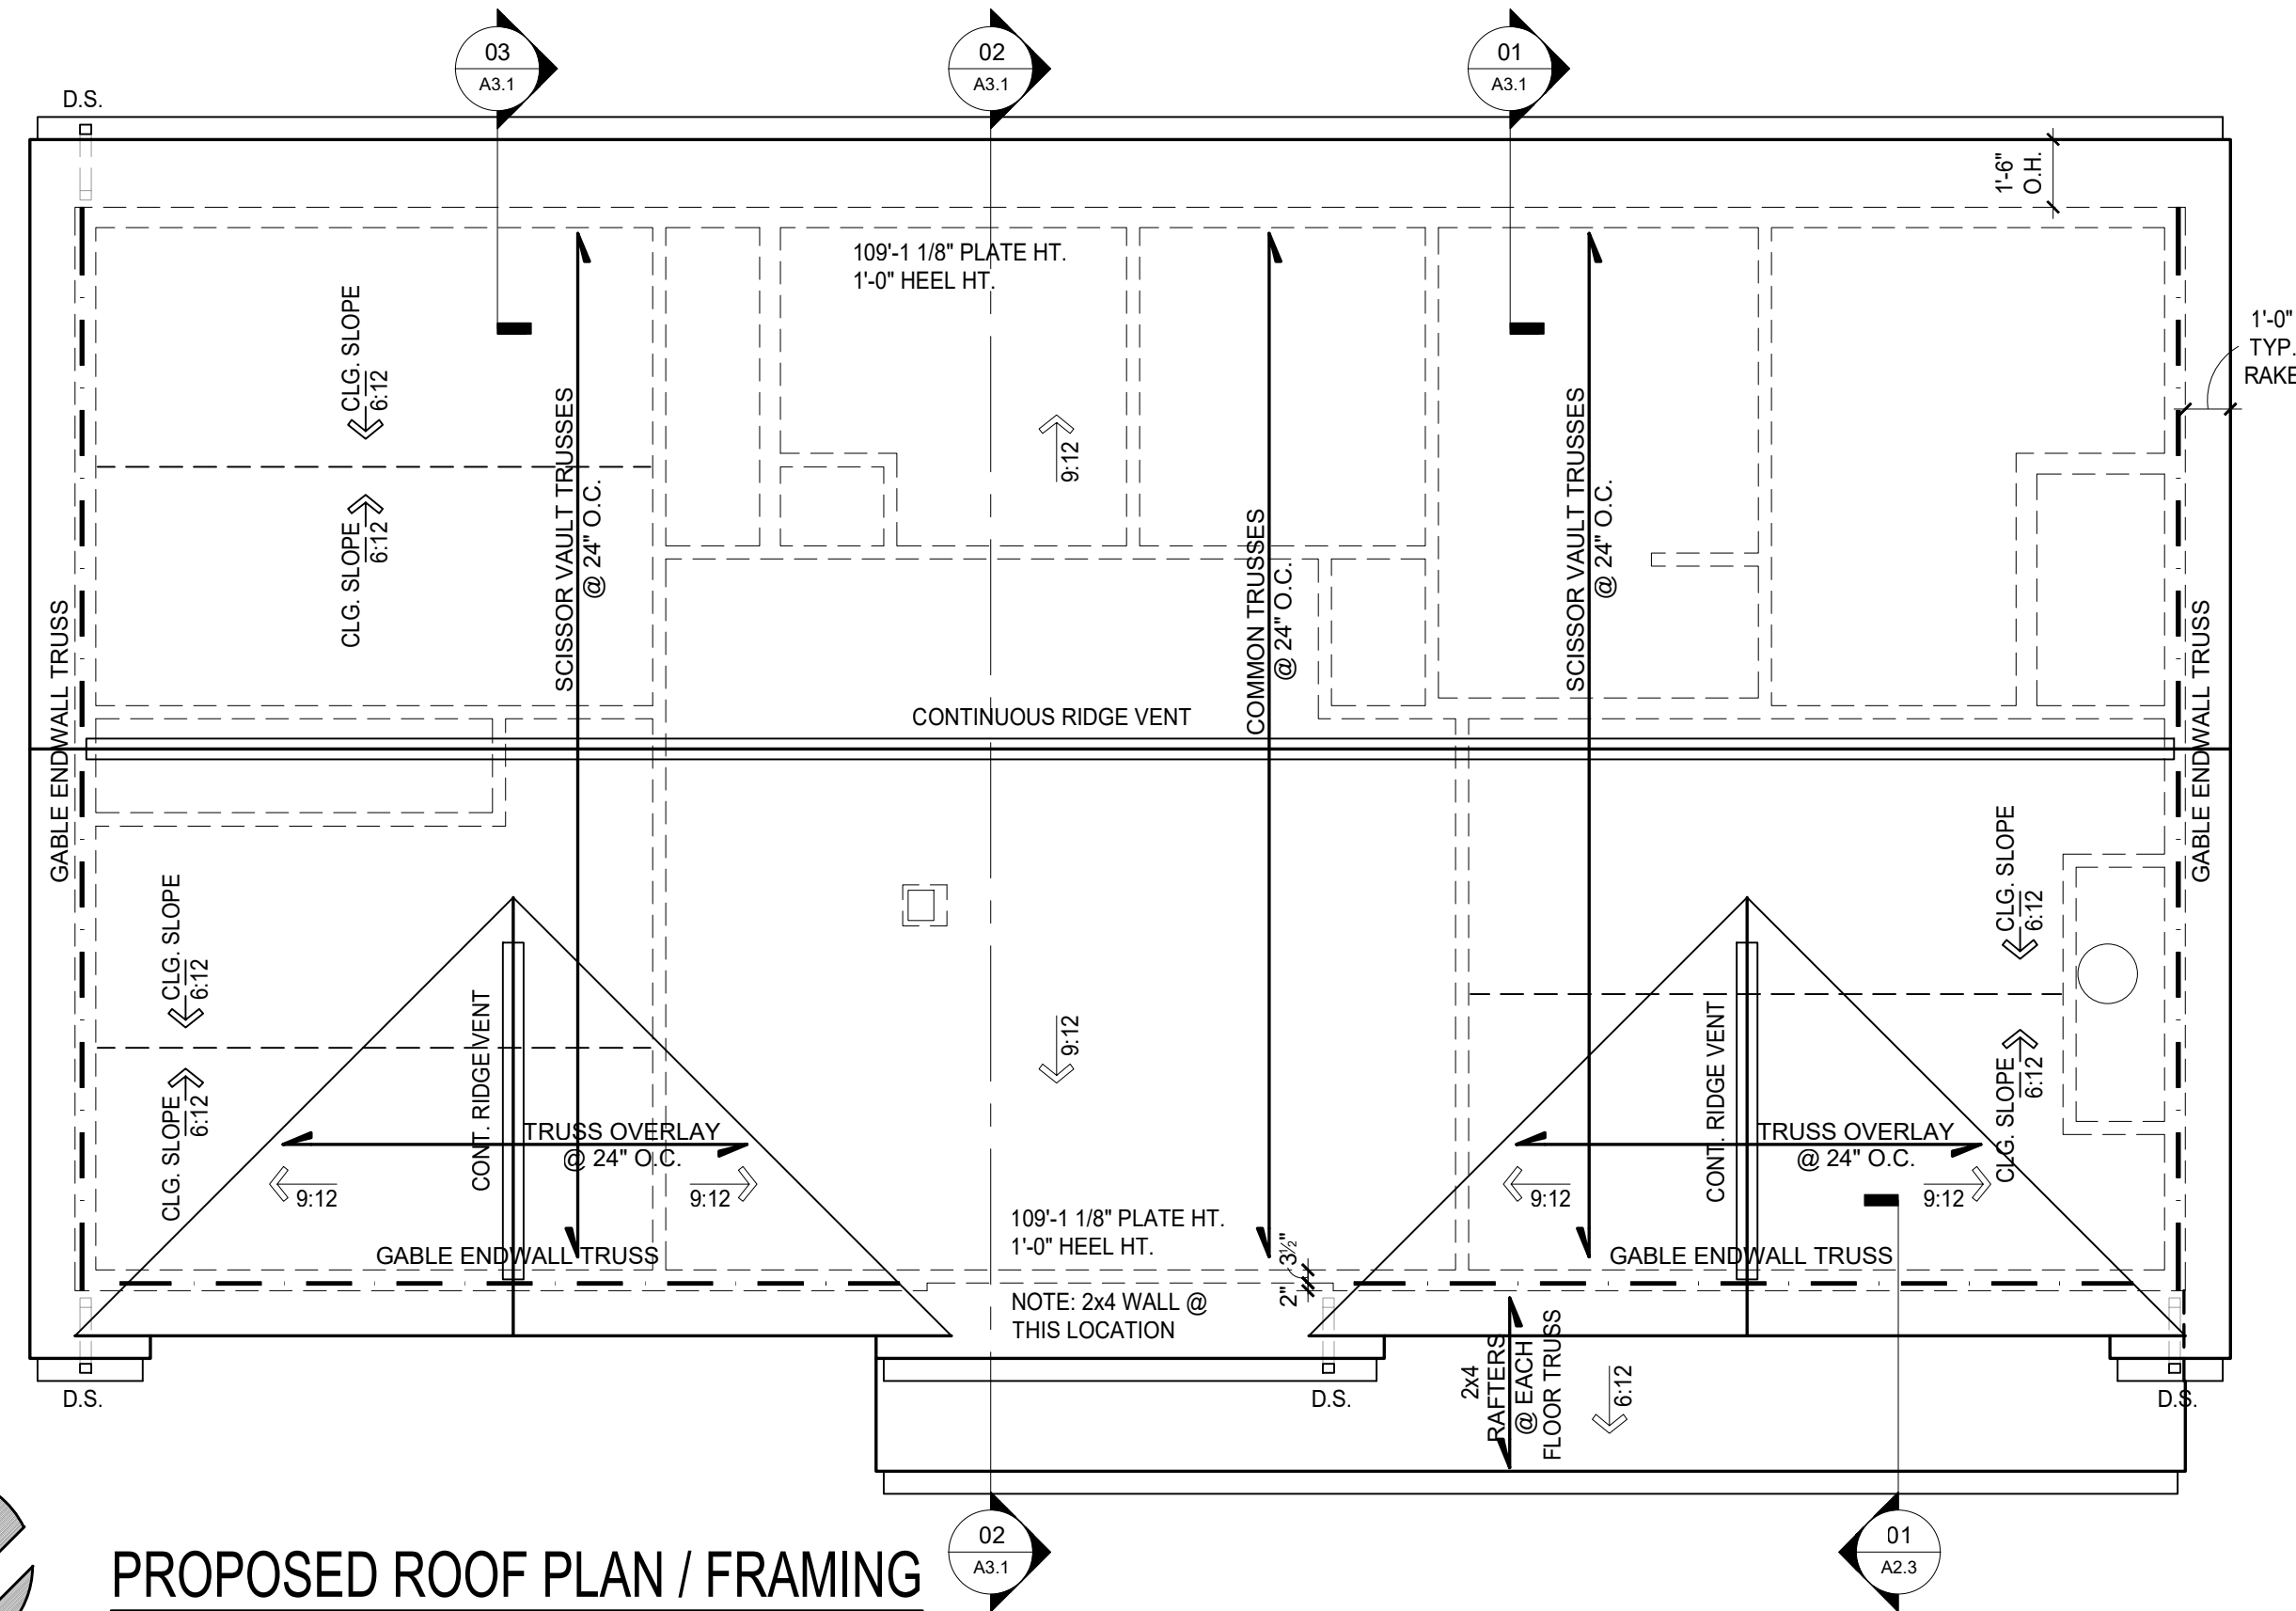 03
A3.1
02
A3.1
01
A3.1
D.S.
1'-6"
O.H.
109'-1 1/8" PLATE HT.
1'-0" HEEL HT.
1'-0"
TYP.
RAKE
CLG. SLOPE
6:12
CLG. SLOPE
6:12
SCISSOR VAULT TRUSSES
@ 24" O.C.
9:12
COMMON TRUSSES
@ 24" O.C.
SCISSOR VAULT TRUSSES
@ 24" O.C.
GABLE ENDWALL TRUSS
GABLE ENDWALL TRUSS
CONTINUOUS RIDGE VENT
CLG. SLOPE
6:12
CLG. SLOPE
6:12
CLG. SLOPE
6:12
CLG. SLOPE
6:12
9:12
CONT. RIDGE VENT
TRUSS OVERLAY
@ 24" O.C.
9:12
9:12
CONT. RIDGE VENT
TRUSS OVERLAY
@ 24" O.C.
9:12
9:12
GABLE ENDWALL TRUSS
109'-1 1/8" PLATE HT.
1'-0" HEEL HT.
3½"
2"
GABLE ENDWALL TRUSS
NOTE: 2x4 WALL @
THIS LOCATION
2x4
RAFTERS
@ EACH
FLOOR TRUSS
6:12
D.S.
D.S.
D.S.
02
A3.1
01
A2.3
PROPOSED ROOF PLAN / FRAMING